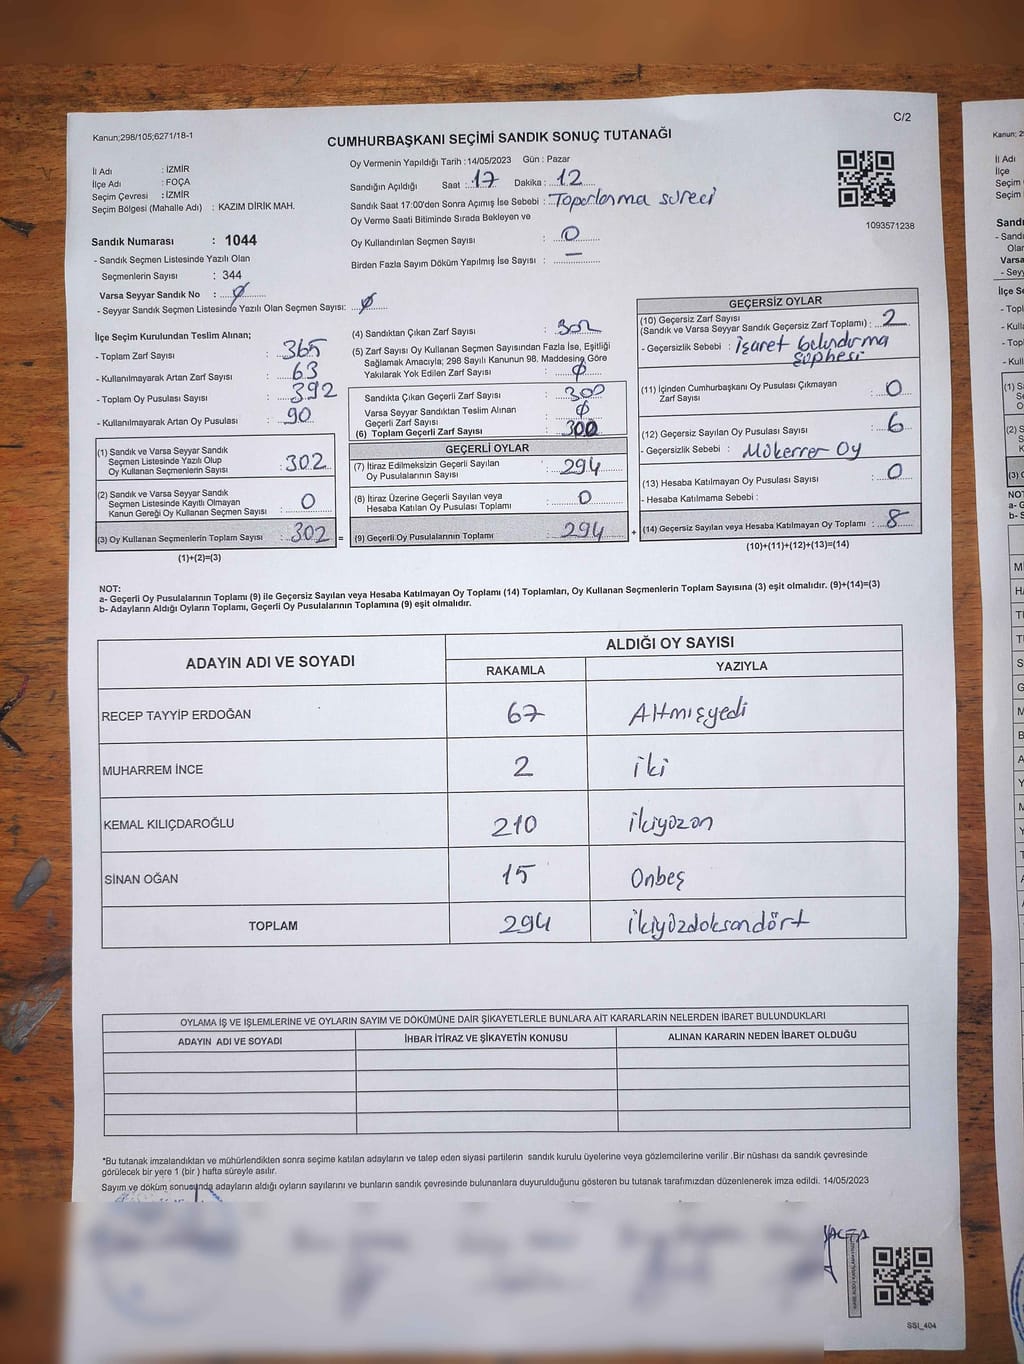 Kanun;298/105;6271/18-1
C/2
CUMHURBAŞKANI SEÇİMİ SANDIK SONUÇ TUTANAĞI
İl Adı : İZMİR
İlçe Adı : FOÇA
Seçim Çevresi : İZMİR
Seçim Bölgesi (Mahalle Adı) : KAZIM DİRİK MAH.
Oy Vermenin Yapıldığı Tarih :14/05/2023 Gün : Pazar
Sandığın Açıldığı Saat : 17 Dakika : 12
Sandık Saat 17:00'den Sonra Açımış İse Sebebi : Toparlanma süreci
Oy Verme Saati Bitiminde Sırada Bekleyen ve
Oy Kullandırılan Seçmen Sayısı : 0
Birden Fazla Sayım Döküm Yapılmış İse Sayısı : —
1093571238
Sandık Numarası : 1044
- Sandık Seçmen Listesinde Yazılı Olan
Seçmenlerin Sayısı : 344
Varsa Seyyar Sandık No : Ø
- Seyyar Sandık Seçmen Listesinde Yazılı Olan Seçmen Sayısı: Ø
İlçe Seçim Kurulundan Teslim Alınan;
- Toplam Zarf Sayısı : 365
- Kullanılmayarak Artan Zarf Sayısı : 63
- Toplam Oy Pusulası Sayısı : 392
- Kullanılmayarak Artan Oy Pusulası : 90
(1) Sandık ve Varsa Seyyar Sandık
Seçmen Listesinde Yazılı Olup
Oy Kullanan Seçmenlerin Sayısı : 302
(2) Sandık ve Varsa Seyyar Sandık
Seçmen Listesinde Kayıtlı Olmayan
Kanun Gereği Oy Kullanan Seçmen Sayısı : 0
(3) Oy Kullanan Seçmenlerin Toplam Sayısı : 302 =
(1)+(2)=(3)
(4) Sandıktan Çıkan Zarf Sayısı : 302
(5) Zarf Sayısı Oy Kullanan Seçmen Sayısından Fazla İse, Eşitliği
Sağlamak Amacıyla; 298 Sayılı Kanunun 98. Maddesine Göre
Yakılarak Yok Edilen Zarf Sayısı : Ø
Sandıkta Çıkan Geçerli Zarf Sayısı : 300
Varsa Seyyar Sandıktan Teslim Alınan
Geçerli Zarf Sayısı : Ø
(6) Toplam Geçerli Zarf Sayısı : 300
GEÇERLİ OYLAR
(7) İtiraz Edilmeksizin Geçerli Sayılan
Oy Pusulasının Sayısı : 294
(8) İtiraz Üzerine Geçerli Sayılan veya
Hesaba Katılan Oy Pusulası Toplamı : 0
(9) Geçerli Oy Pusulalarının Toplamı : 294 +
GEÇERSİZ OYLAR
(10) Geçersiz Zarf Sayısı
(Sandık ve Varsa Seyyar Sandık Geçersiz Zarf Toplamı) : 2
- Geçersizlik Sebebi : işaret bulundurma
şüphesi
(11) İçinden Cumhurbaşkanı Oy Pusulası Çıkmayan
Zarf Sayısı : 0
(12) Geçersiz Sayılan Oy Pusulası Sayısı : 6
- Geçersizlik Sebebi : Mükerrer Oy
(13) Hesaba Katılmayan Oy Pusulası Sayısı : 0
- Hesaba Katılmama Sebebi :
(14) Geçersiz Sayılan veya Hesaba Katılmayan Oy Toplamı : 8
(10)+(11)+(12)+(13)=(14)
NOT:
a- Geçerli Oy Pusulalarının Toplamı (9) ile Geçersiz Sayılan veya Hesaba Katılmayan Oy Toplamı (14) Toplamları, Oy Kullanan Seçmenlerin Toplam Sayısına (3) eşit olmalıdır. (9)+(14)=(3)
b- Adayların Aldığı Oyların Toplamı, Geçerli Oy Pusulalarının Toplamına (9) eşit olmalıdır.
ADAYIN ADI VE SOYADI
ALDIĞI OY SAYISI
RAKAMLA YAZIYLA
RECEP TAYYİP ERDOĞAN 67 Altmışyedi
MUHARREM İNCE 2 iki
KEMAL KILIÇDAROĞLU 210 ikiyüzon
SİNAN OĞAN 15 Onbeş
TOPLAM 294 ikiyüzdoksandört
OYLAMA İŞ VE İŞLEMLERİNE VE OYLARIN SAYIM VE DÖKÜMÜNE DAİR ŞİKAYETLERLE BUNLARA AİT KARARLARIN NELERDEN İBARET BULUNDUKLARI
ADAYIN ADI VE SOYADI İHBAR İTİRAZ VE ŞİKAYETİN KONUSU ALINAN KARARIN NEDEN İBARET OLDUĞU
*Bu tutanak imzalandıktan ve mühürlendikten sonra seçime katılan adayların ve talep eden siyasi partilerin sandık kurulu üyelerine veya gözlemcilerine verilir .Bir nüshası da sandık çevresinde
görülecek bir yere 1 (bir ) hafta süreyle asılır.
Sayım ve döküm sonucunda adayların aldığı oyların sayılarını ve bunların sandık çevresinde bulunanlara duyurulduğunu gösteren bu tutanak tarafımızdan düzenlenerek imza edildi. 14/05/2023
SSI_404